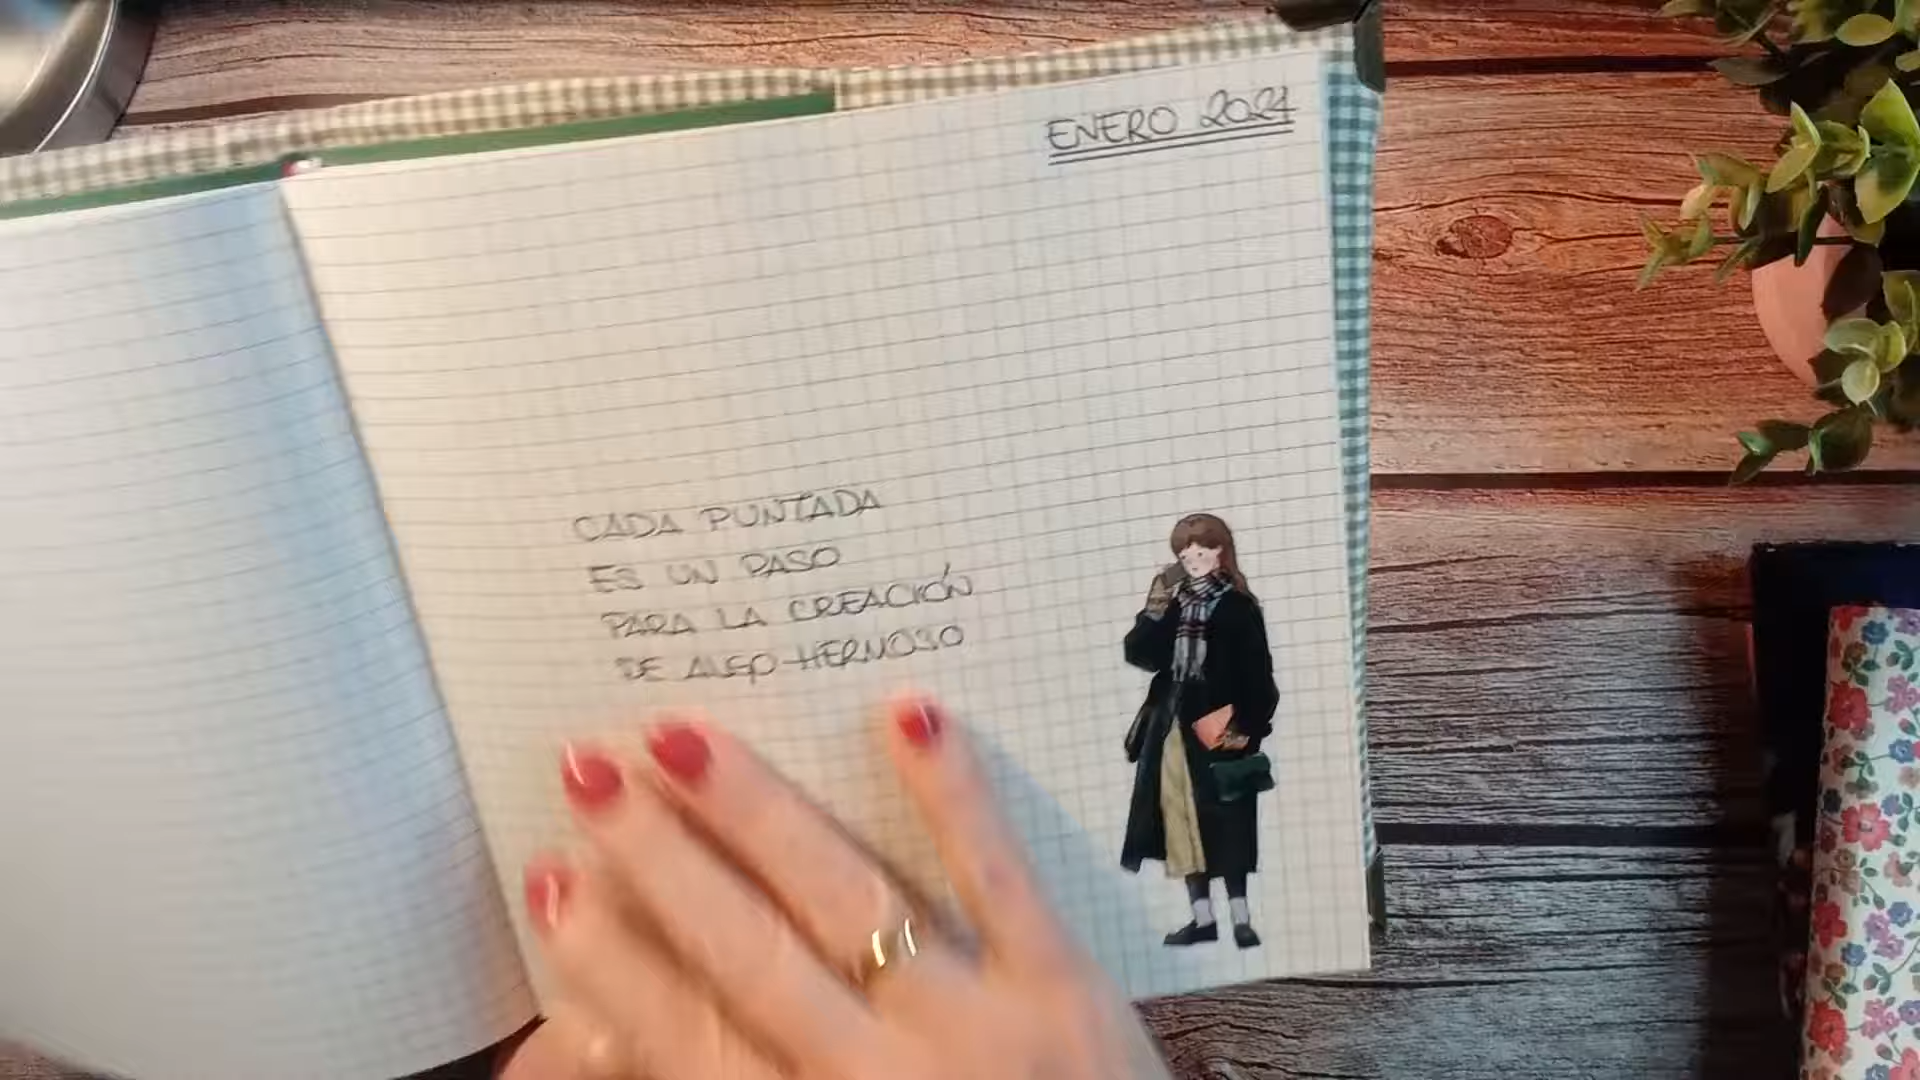 ENERO 2024
CADA PUNTADA
ES UN PASO
PARA LA CREACIÓN
DE ALGO HERMOSO